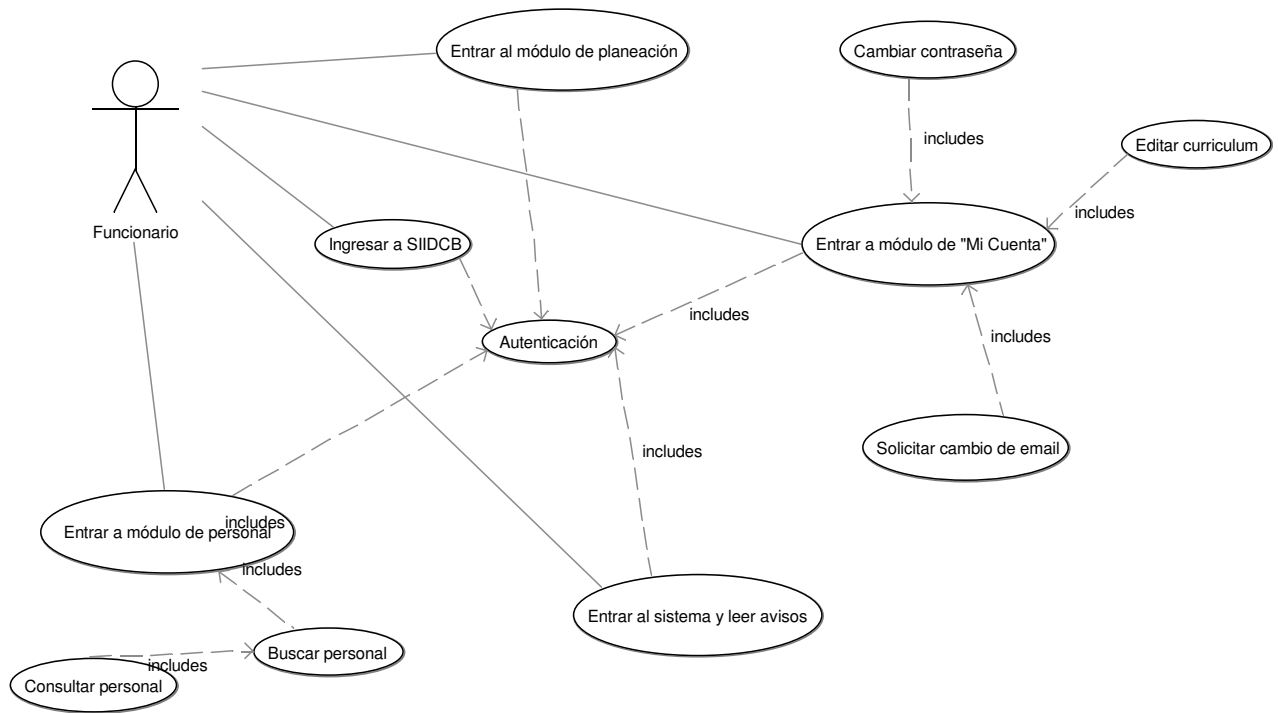 Entrar al módulo de planeación
Cambiar contraseña
includes
Editar curriculum
includes
Funcionario
Ingresar a SIIDCB
Entrar a módulo de "Mi Cuenta"
includes
Autenticación
includes
includes
Solicitar cambio de email
includes
Entrar a módulo de personal
includes
Entrar al sistema y leer avisos
Buscar personal
includes
Consultar personal